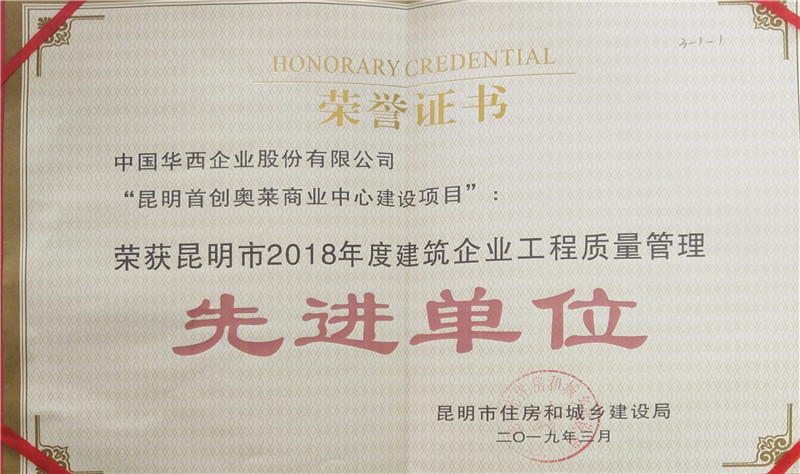 3-1-1
HONORARY CREDENTIAL
荣誉证书
中国华西企业股份有限公司
“昆明首创奥莱商业中心建设项目”：
荣获昆明市2018年度建筑企业工程质量管理
先进单位
昆明市住房和城乡建设局
二〇一九年三月